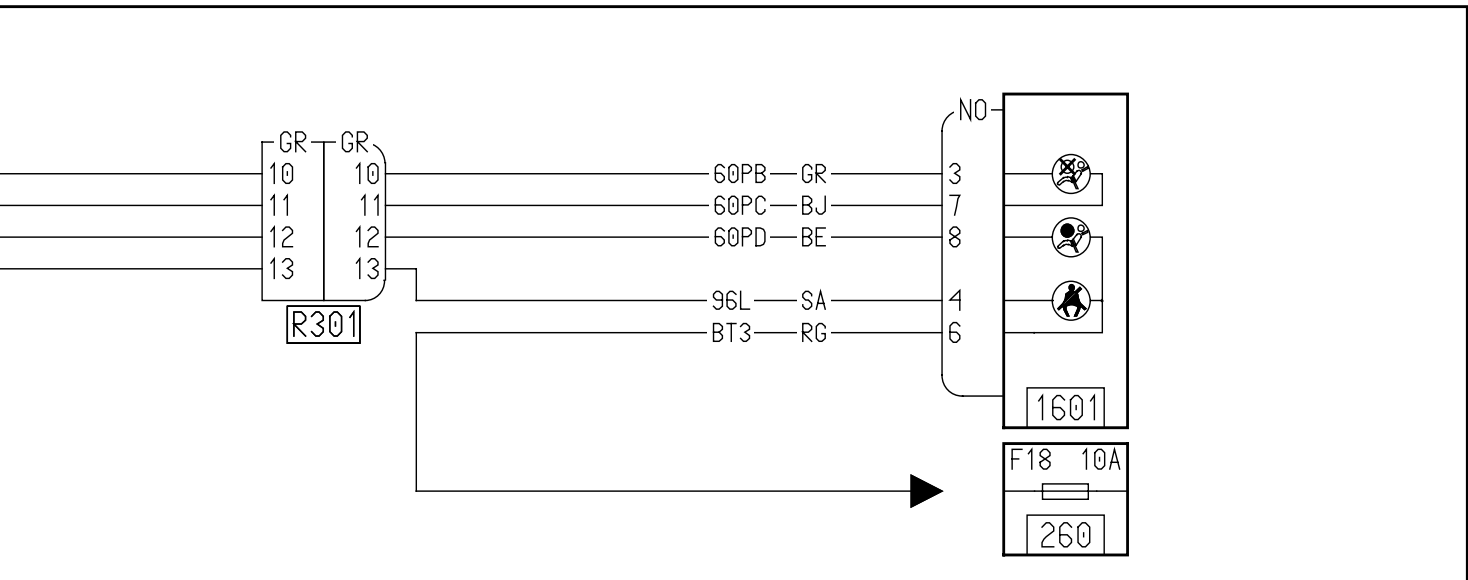 NO
GR GR
10 10 60PB GR 3
11 11 60PC BJ 7
12 12 60PD BE 8
13 13
96L SA 4
R301
BT3 RG 6
1601
F18 10A
260